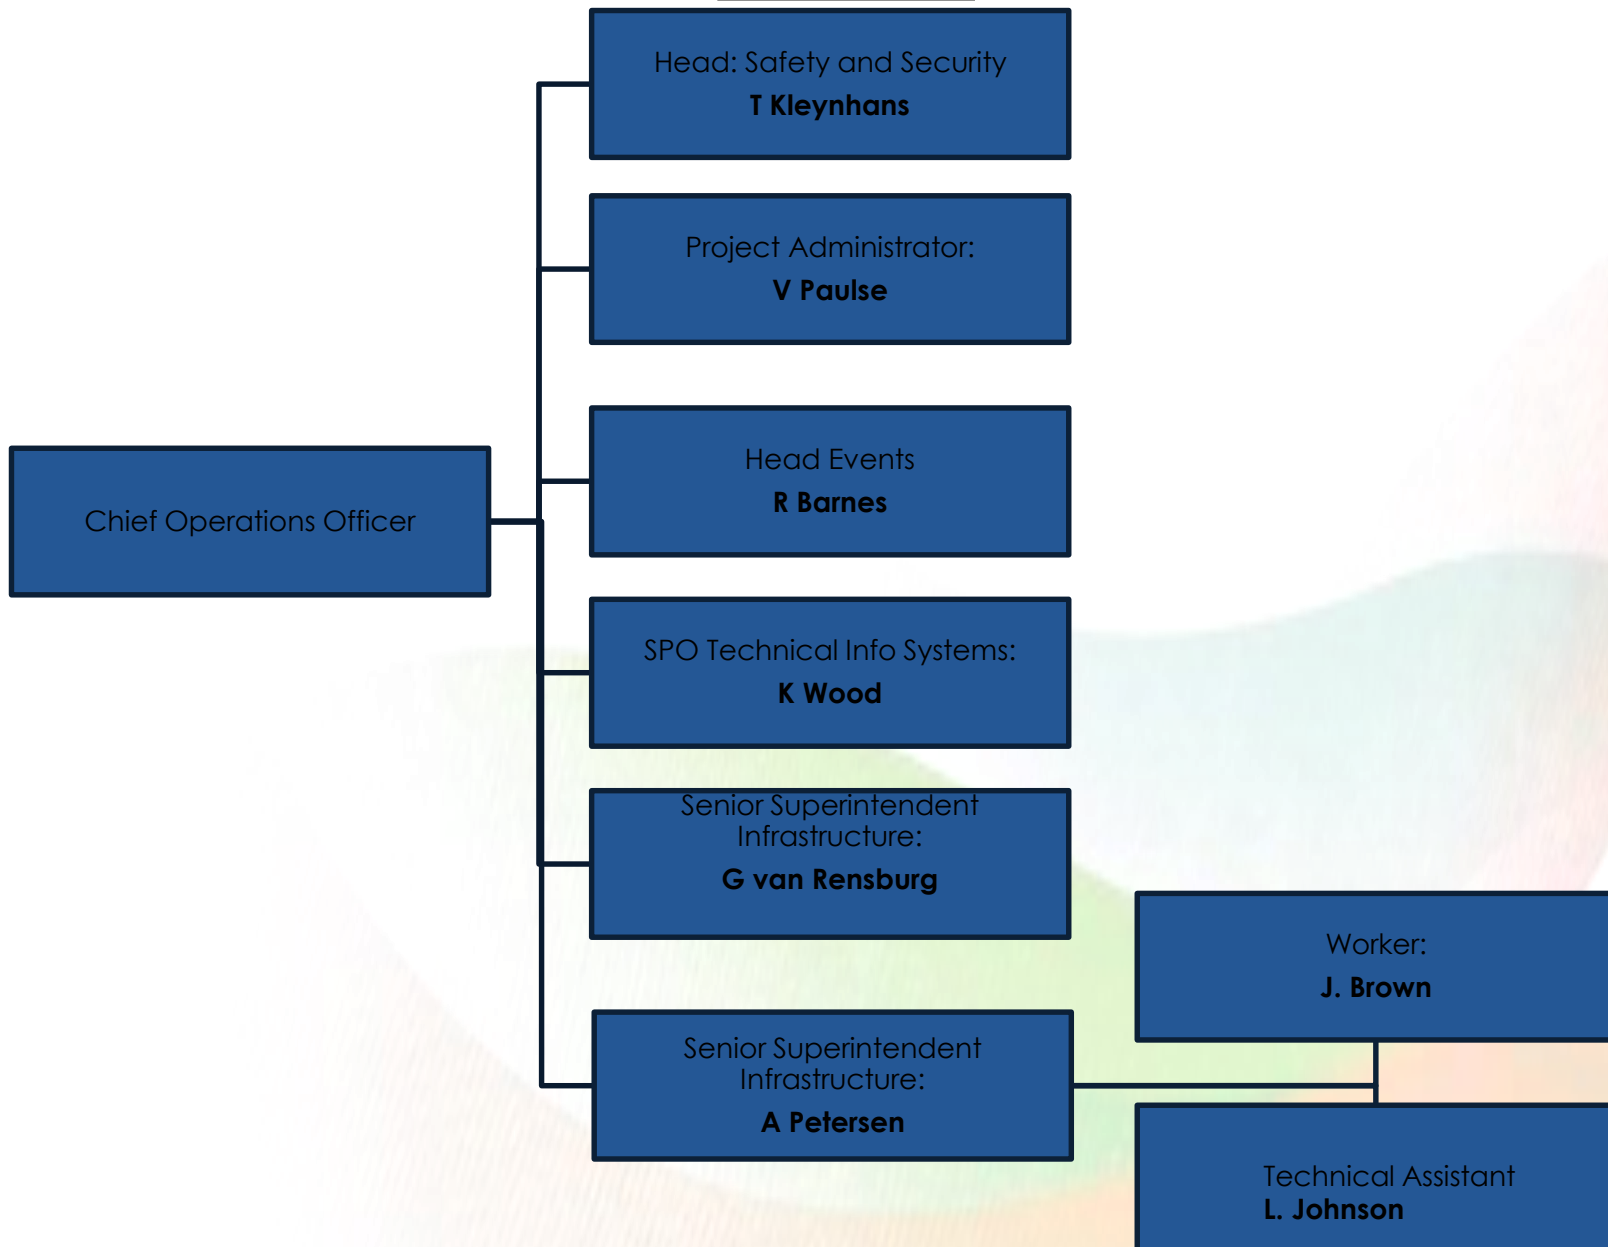 Head: Safety and Security
T Kleynhans
Project Administrator:
V Paulse
Head Events
R Barnes
Chief Operations Officer
SPO Technical Info Systems:
K Wood
Senior Superintendent
Infrastructure:
G van Rensburg
Worker:
J. Brown
Senior Superintendent
Infrastructure:
A Petersen
Technical Assistant
L. Johnson